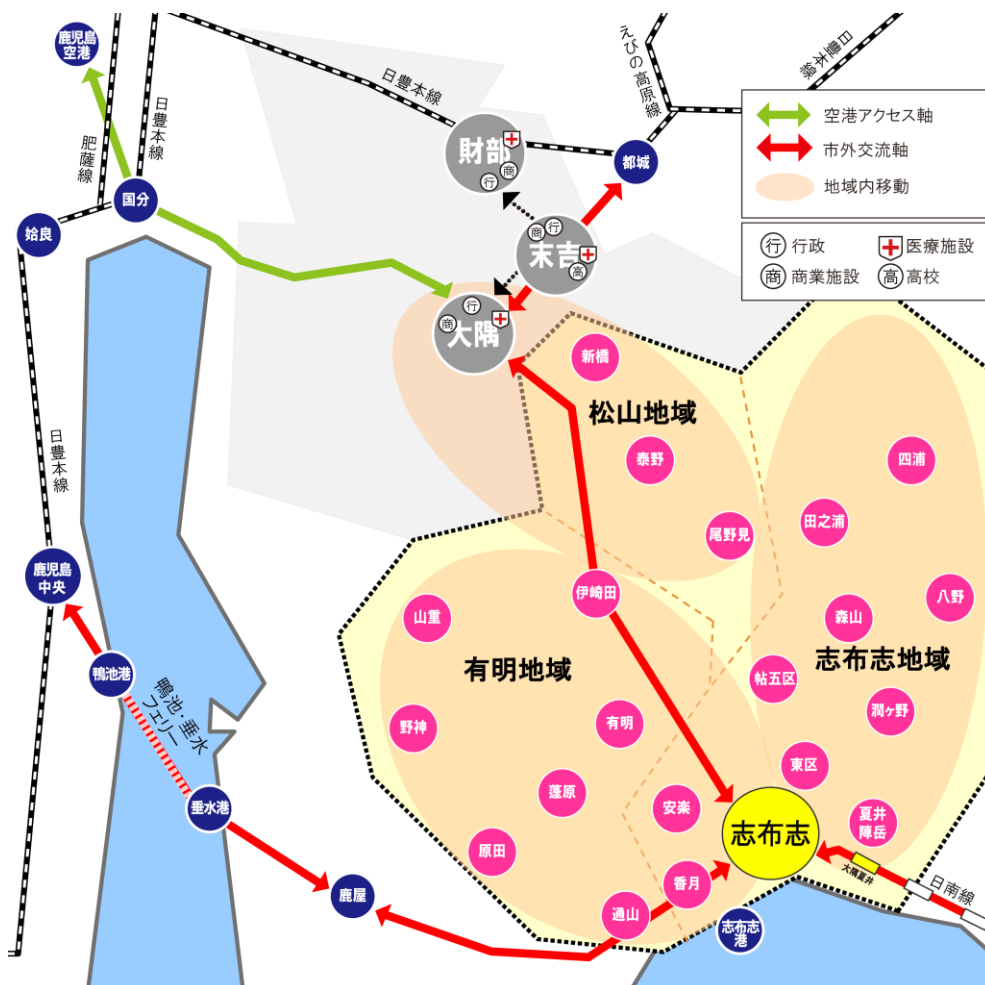 鹿児島
空港
日豊本線
肥薩線
日豊本線
えびの高原線
日豊本線
空港アクセス軸
市外交流軸
地域内移動
行 行政
医療施設
商 商業施設
高 高校
財部
行
商
都城
国分
姶良
商
行
末吉
高
行
商
大隅
新橋
松山地域
泰野
四浦
田之浦
尾野見
日豊本線
鹿児島
中央
伊崎田
山重
八野
森山
有明地域
志布志地域
帖五区
鴨池港
鴨池・垂水
フェリー
潤ヶ野
野神
有明
東区
蓬原
安楽
垂水港
夏井
陣岳
志布志
原田
大隅夏井
日南線
香月
鹿屋
通山
志布志
港